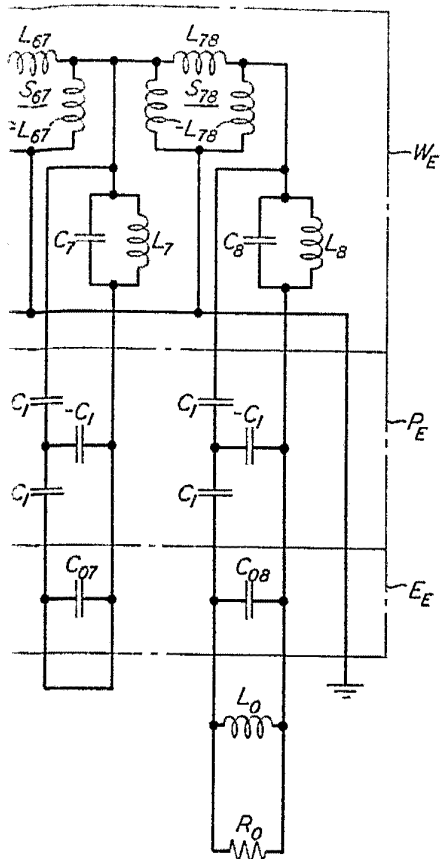 L67 L78
S67 S78
-L67 -L78
WE
C7 L7 C8 L8
C1 -C1 C1 -C1
PE
C1 C1
C07 C08
EE
L0
R0